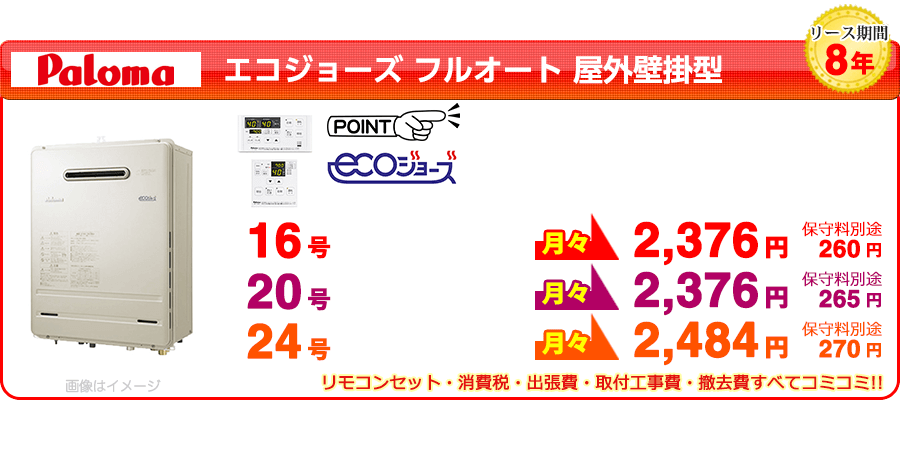 リース期間
8年
Paloma エコジョーズ フルオート 屋外壁掛型
POINT
ecoジョーズ
16号 月々 2,376円 保守料別途 260円
20号 月々 2,376円 保守料別途 265円
24号 月々 2,484円 保守料別途 270円
画像はイメージ
リモコンセット・消費税・出張費・取付工事費・撤去費すべてコミコミ!!